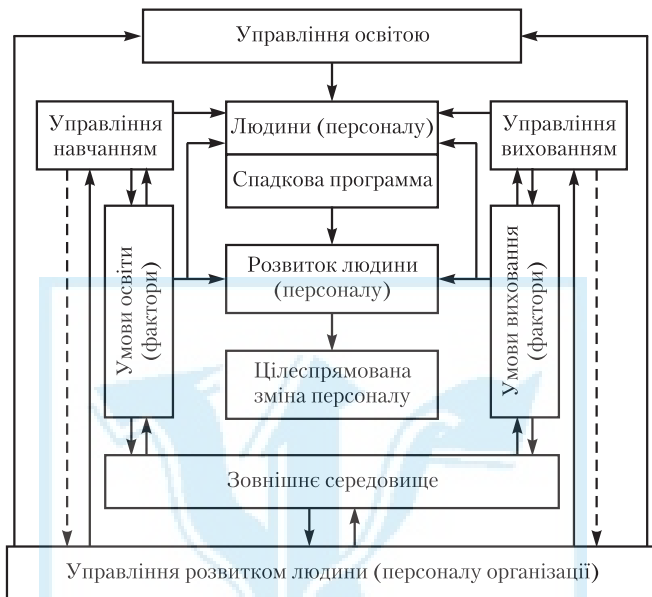 Управління освітою
Управління
навчанням
Людини (персоналу)
Управління
вихованням
Спадкова программа
Умови освіти
(фактори)
Розвиток людини
(персоналу)
Умови виховання
(фактори)
Цілеспрямована
зміна персоналу
Зовнішнє середовище
Управління розвитком людини (персоналу організації)